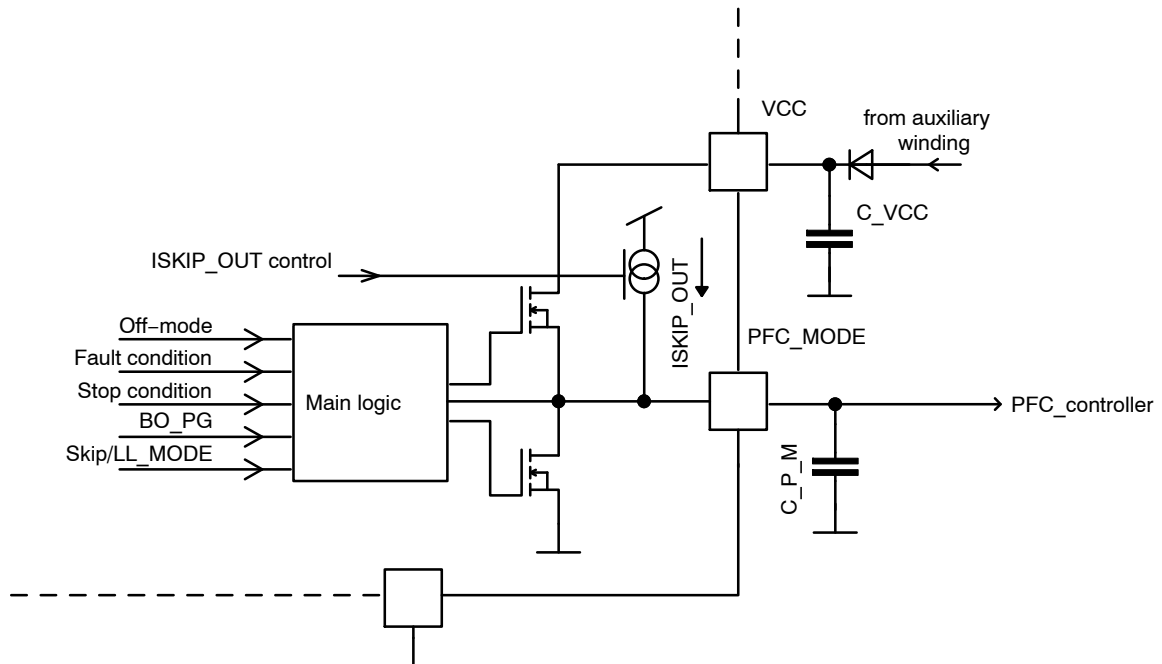 VCC
from auxiliary
winding
C_VCC
ISKIP_OUT control
ISKIP_OUT
Off−mode
PFC_MODE
Fault condition
Stop condition
Main logic
PFC_controller
BO_PG
Skip/LL_MODE
C_P_M